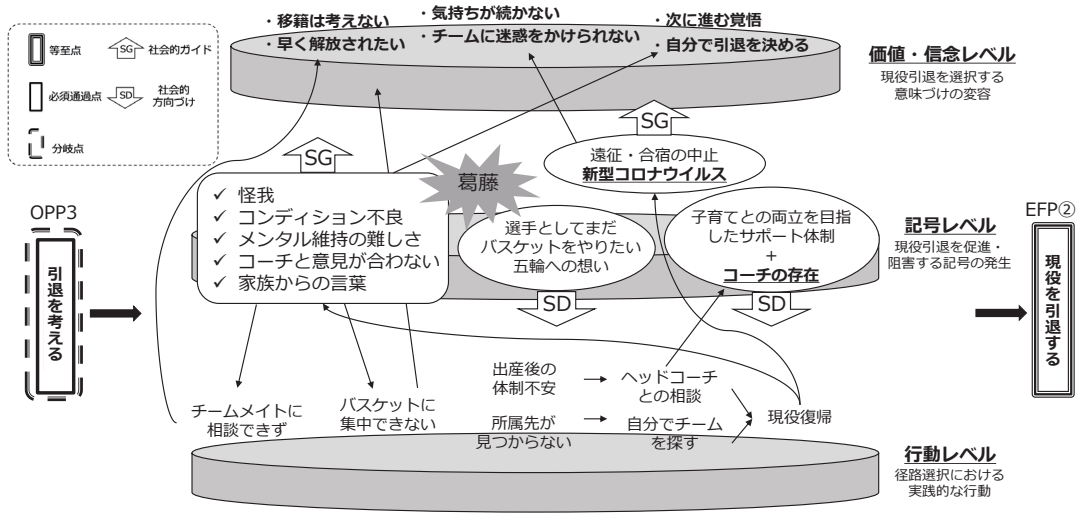 ・移籍は考えない
・早く解放されたい
・気持ちが続かない
・チームに迷惑をかけられない
・次に進む覚悟
・自分で引退を決める
価値・信念レベル
現役引退を選択する
意味づけの変容
等至点
SG
社会的ガイド
必須通過点
SD
社会的
方向づけ
分岐点
SG
SG
遠征・合宿の中止
新型コロナウイルス
葛藤
✓ 怪我
✓ コンディション不良
✓ メンタル維持の難しさ
✓ コーチと意見が合わない
✓ 家族からの言葉
選手としてまだ
バスケットをやりたい
五輪への想い
子育てとの両立を目指
したサポート体制
+
コーチの存在
記号レベル
現役引退を促進・
阻害する記号の発生
OPP3
引退を考える
EFP②
現役を引退する
SD
SD
チームメイトに
相談できず
バスケットに
集中できない
出産後の
体制不安
ヘッドコーチ
との相談
所属先が
見つからない
自分でチーム
を探す
現役復帰
行動レベル
径路選択における
実践的な行動